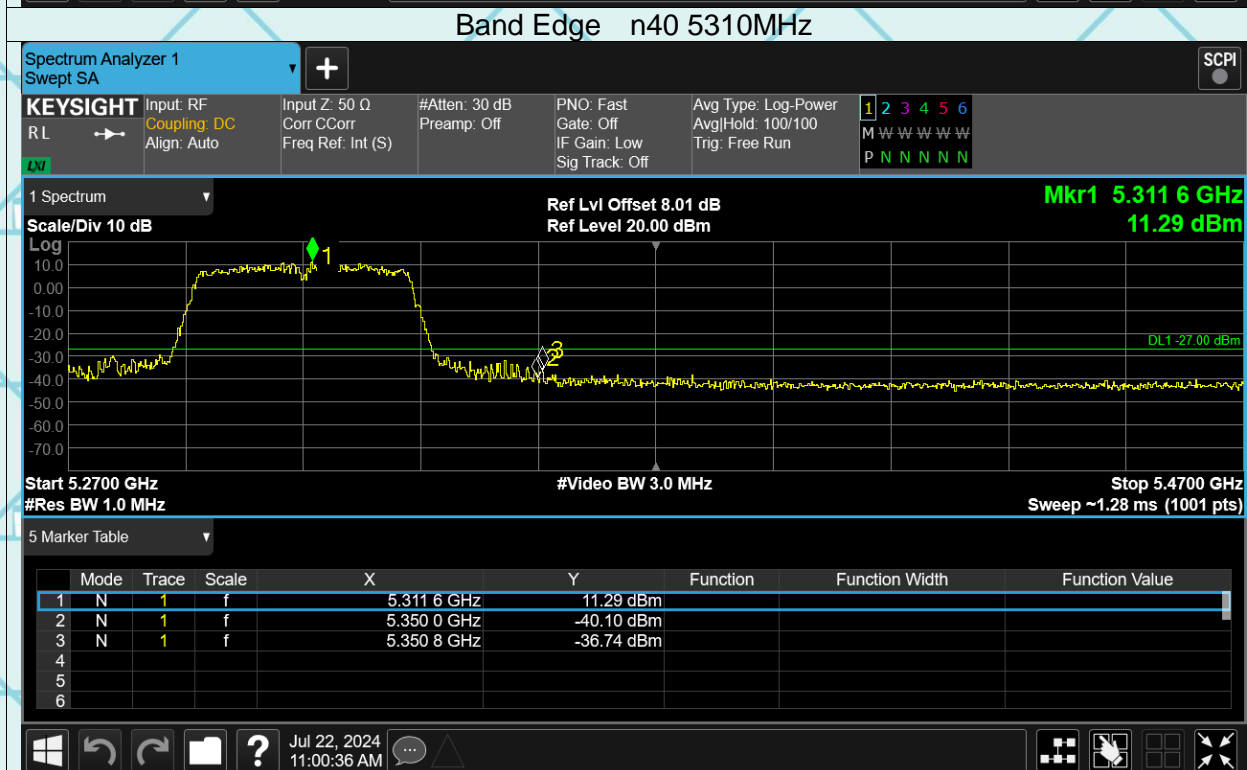 Band Edge n40 5310MHz
Spectrum Analyzer 1
Swept SA
SCPI
KEYSIGHT
R L
LXI
Input: RF
Coupling: DC
Align: Auto
Input Z: 50 Ω
Corr CCorr
Freq Ref: Int (S)
#Atten: 30 dB
Preamp: Off
PNO: Fast
Gate: Off
IF Gain: Low
Sig Track: Off
Avg Type: Log-Power
Avg|Hold: 100/100
Trig: Free Run
1 2 3 4 5 6
M W W W W W W
P N N N N N N
1 Spectrum
Scale/Div 10 dB
Ref Lvl Offset 8.01 dB
Ref Level 20.00 dBm
Mkr1 5.311 6 GHz
11.29 dBm
Log
10.0
0.00
-10.0
-20.0
-30.0
-40.0
-50.0
-60.0
-70.0
1
2
3
DL1 -27.00 dBm
Start 5.2700 GHz
#Video BW 3.0 MHz
Stop 5.4700 GHz
#Res BW 1.0 MHz
Sweep ~1.28 ms (1001 pts)
5 Marker Table
Mode Trace Scale X Y Function Function Width Function Value
1 N 1 f 5.311 6 GHz 11.29 dBm
2 N 1 f 5.350 0 GHz -40.10 dBm
3 N 1 f 5.350 8 GHz -36.74 dBm
4
5
6
?
Jul 22, 2024
11:00:36 AM